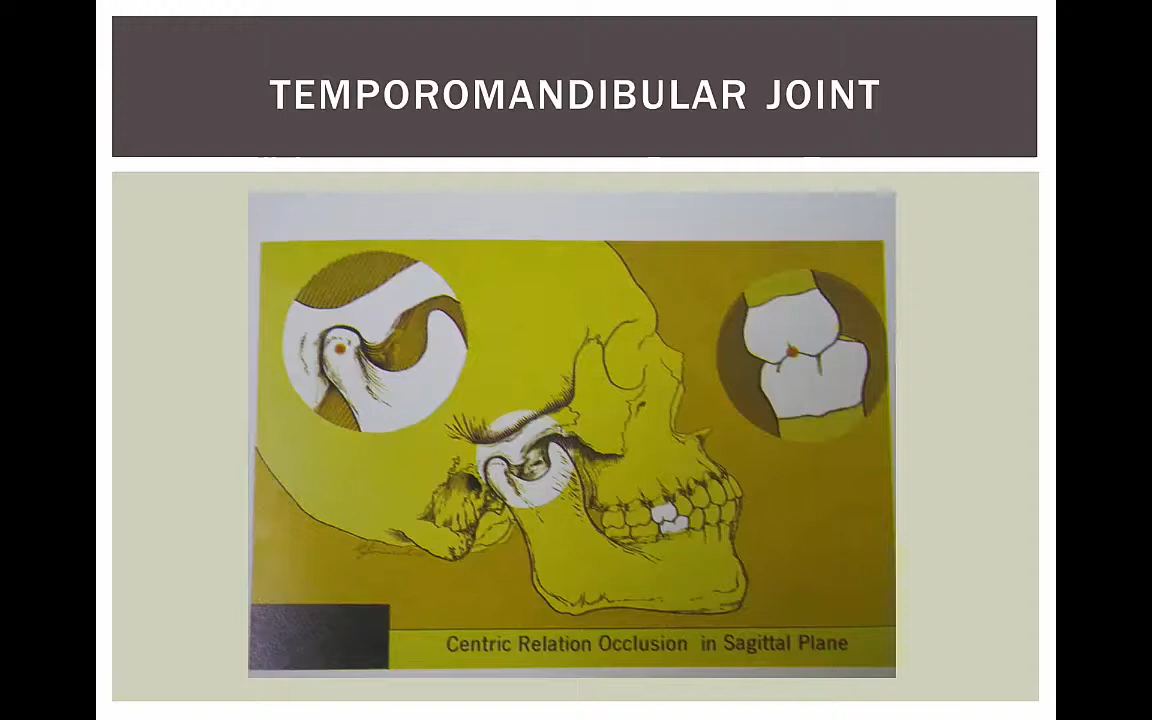 TEMPOROMANDIBULAR JOINT
Centric Relation Occlusion in Sagittal Plane